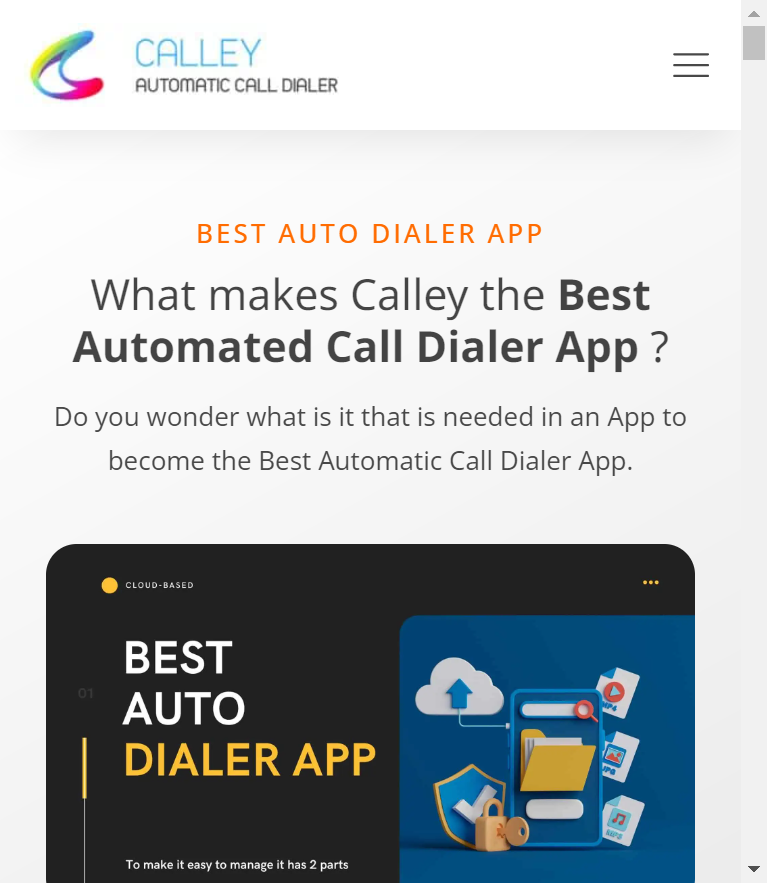 CALLEY
AUTOMATIC CALL DIALER
BEST AUTO DIALER APP
What makes Calley the Best
Automated Call Dialer App ?
Do you wonder what is it that is needed in an App to
become the Best Automatic Call Dialer App.
CLOUD-BASED
BEST
01
AUTO
DIALER APP
MP4
JPG
MP3
To make it easy to manage it has 2 parts